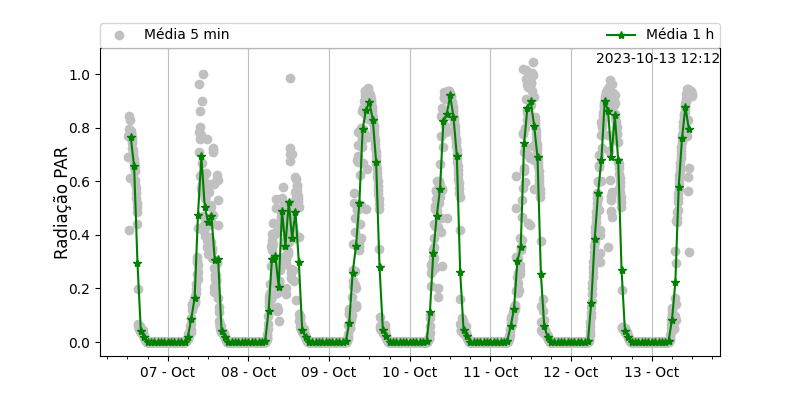 Média 5 min
Média 1 h
2023-10-13 12:12
Radiação PAR
1.0
0.8
0.6
0.4
0.2
0.0
07 - Oct
08 - Oct
09 - Oct
10 - Oct
11 - Oct
12 - Oct
13 - Oct